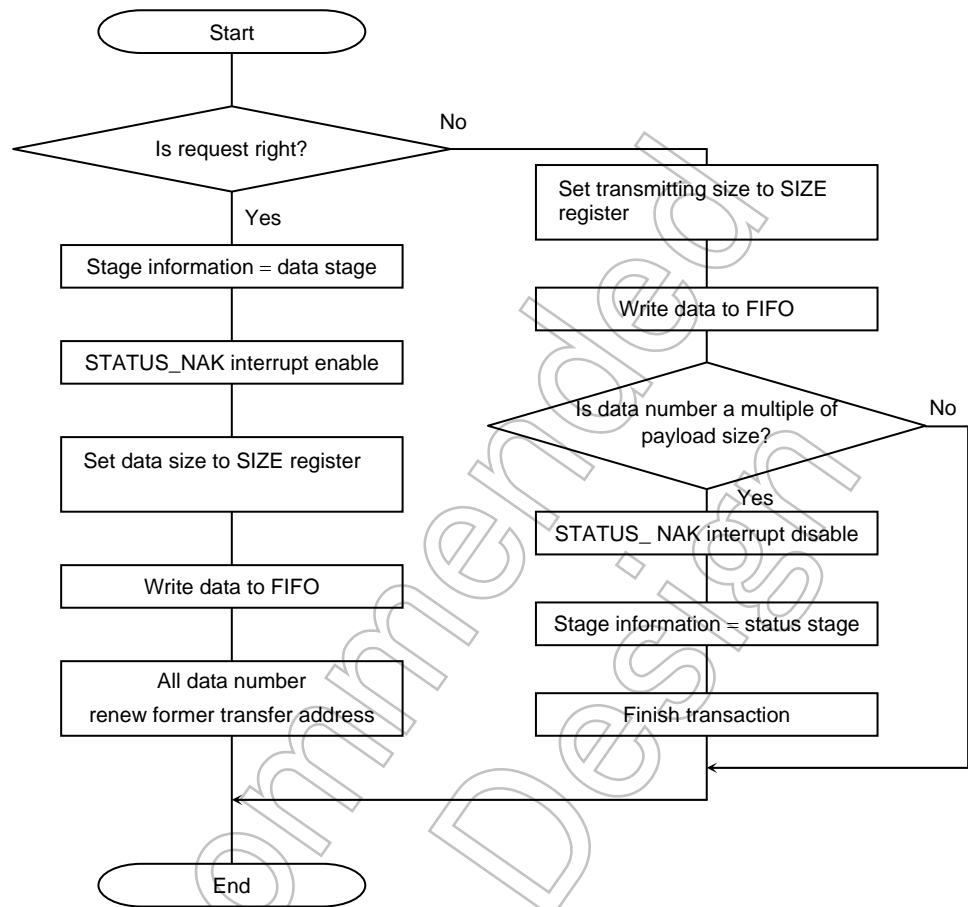 Start
Is request right?
No
Yes
Stage information = data stage
STATUS_NAK interrupt enable
Set data size to SIZE register
Write data to FIFO
All data number
renew former transfer address
Set transmitting size to SIZE
register
Write data to FIFO
Is data number a multiple of
payload size?
No
Yes
STATUS_ NAK interrupt disable
Stage information = status stage
Finish transaction
End
ommended
Design